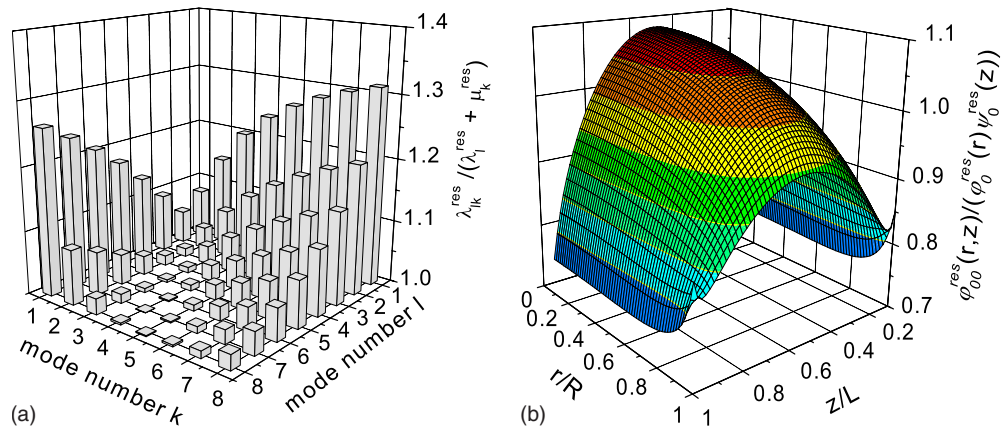 1.4
1.3
1.2
1.1
1.0
λ_lk^res/(λ_l^res + μ_k^res)
1 2 3 4 5 6 7 8
mode number k
8 7 6 5 4 3 2 1
mode number l
(a)
1.1
1.0
0.9
0.8
0.7
φ_00^res(r,z)/(φ_0^res(r)ψ_0^res(z))
0 0.2 0.4 0.6 0.8 1
r/R
1 0.8 0.6 0.4 0.2
z/L
(b)